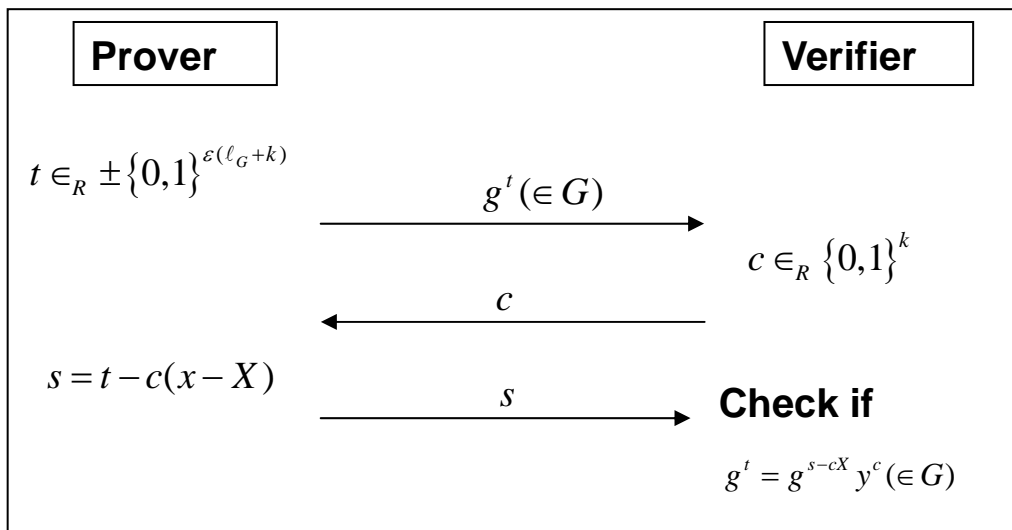 Prover
Verifier
t ∈_R ±{0,1}^{ε(ℓ_G+k)}
g^t (∈ G)
c ∈_R {0,1}^k
c
s = t − c(x − X)
s
Check if
g^t = g^{s−cX} y^c (∈ G)